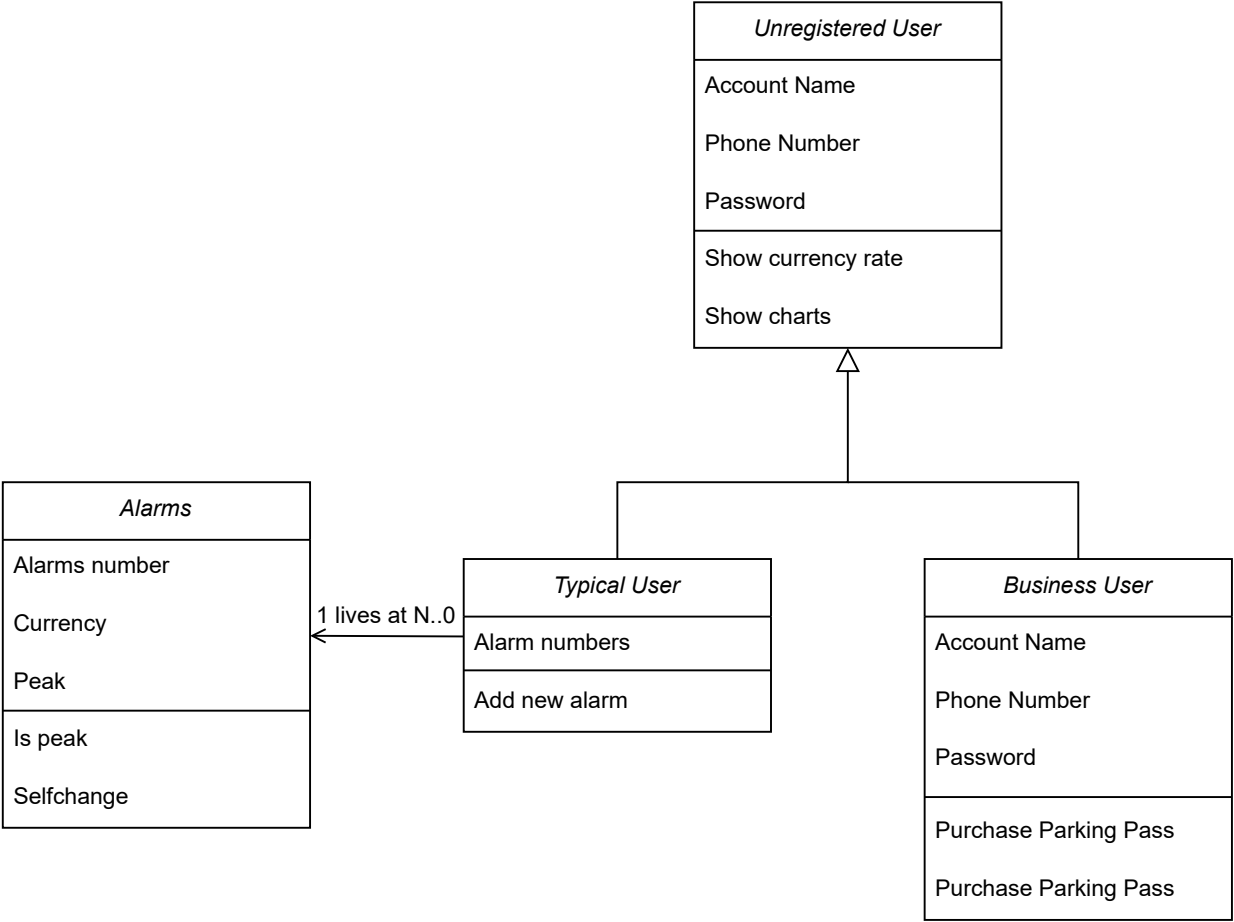 Unregistered User
Account Name
Phone Number
Password
Show currency rate
Show charts
Alarms
Alarms number
Currency
Peak
Is peak
Selfchange
1 lives at N..0
Typical User
Alarm numbers
Add new alarm
Business User
Account Name
Phone Number
Password
Purchase Parking Pass
Purchase Parking Pass